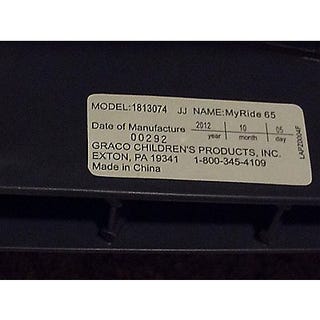 MODEL:1813074 JJ NAME:MyRide 65
Date of Manufacture 2012 10 05
00292 year month day
GRACO CHILDREN'S PRODUCTS, INC.
EXTON, PA 19341 1-800-345-4109
Made in China
LAPZ0004F